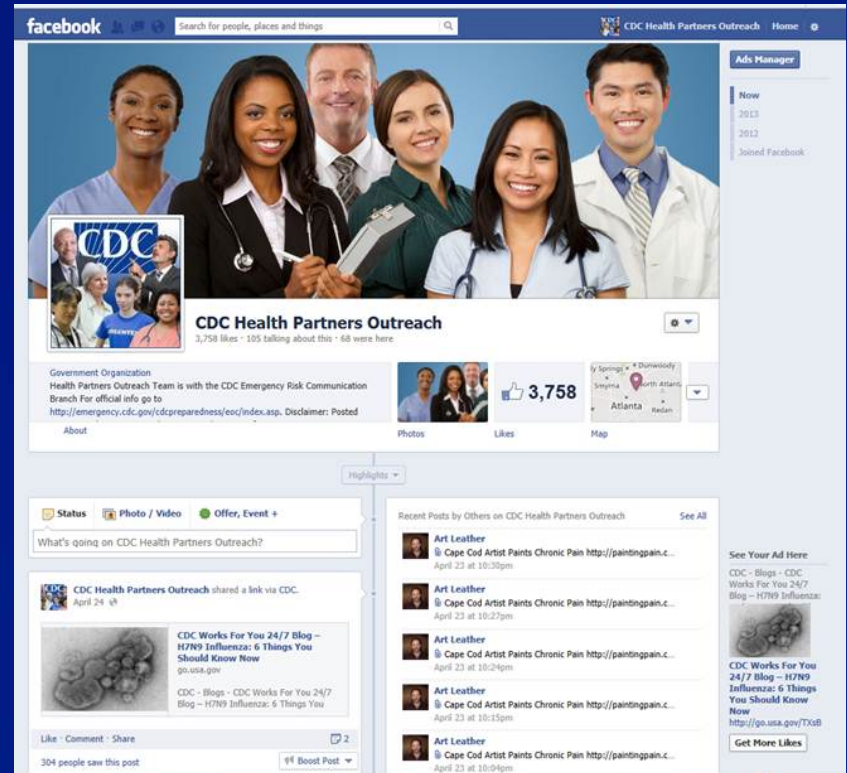 facebook
Search for people, places and things
CDC Health Partners Outreach Home
Ads Manager
Now
2013
2012
Joined Facebook
CDC
CDC Health Partners Outreach
3,758 likes · 105 talking about this · 68 were here
Government Organization
Health Partners Outreach Team is with the CDC Emergency Risk Communication
Branch For official info go to
http://emergency.cdc.gov/cdcpreparedness/eoc/index.asp. Disclaimer: Posted
About
Photos
3,758
Likes
ly Springs
Dunwoody
Smyrna
North Atlanta
Atlanta
Redan
Map
Highlights
Status Photo / Video Offer, Event +
What's going on CDC Health Partners Outreach?
CDC Health Partners Outreach shared a link via CDC.
April 24
CDC Works For You 24/7 Blog –
H7N9 Influenza: 6 Things You
Should Know Now
go.usa.gov
CDC - Blogs - CDC Works For You 24/7
Blog – H7N9 Influenza: 6 Things You
Like · Comment · Share 2
304 people saw this post Boost Post
Recent Posts by Others on CDC Health Partners Outreach See All
Art Leather
Cape Cod Artist Paints Chronic Pain http://paintingpain.c...
April 23 at 10:30pm
Art Leather
Cape Cod Artist Paints Chronic Pain http://paintingpain.c...
April 23 at 10:27pm
Art Leather
Cape Cod Artist Paints Chronic Pain http://paintingpain.c...
April 23 at 10:24pm
Art Leather
Cape Cod Artist Paints Chronic Pain http://paintingpain.c...
April 23 at 10:15pm
Art Leather
Cape Cod Artist Paints Chronic Pain http://paintingpain.c...
April 23 at 10:04pm
See Your Ad Here
CDC - Blogs - CDC
Works For You 24/7
Blog – H7N9 Influenza:
CDC Works For You
24/7 Blog – H7N9
Influenza: 6 Things
You Should Know
Now
http://go.usa.gov/TXsB
Get More Likes